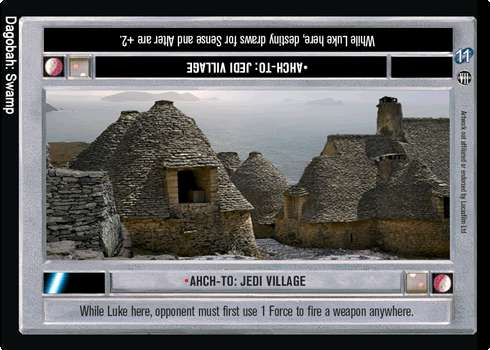 While Luke here, destiny draws for Sense and Alter are +2.
•AHCH-TO: JEDI VILLAGE
Dagobah: Swamp
11
Artwork not affiliated or endorsed by Lucasfilm Ltd
•AHCH-TO: JEDI VILLAGE
While Luke here, opponent must first use 1 Force to fire a weapon anywhere.